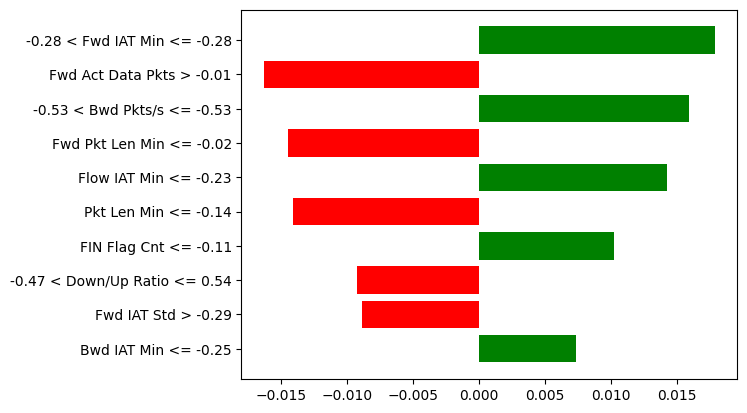 -0.28 < Fwd IAT Min <= -0.28
Fwd Act Data Pkts > -0.01
-0.53 < Bwd Pkts/s <= -0.53
Fwd Pkt Len Min <= -0.02
Flow IAT Min <= -0.23
Pkt Len Min <= -0.14
FIN Flag Cnt <= -0.11
-0.47 < Down/Up Ratio <= 0.54
Fwd IAT Std > -0.29
Bwd IAT Min <= -0.25
−0.015 −0.010 −0.005 0.000 0.005 0.010 0.015